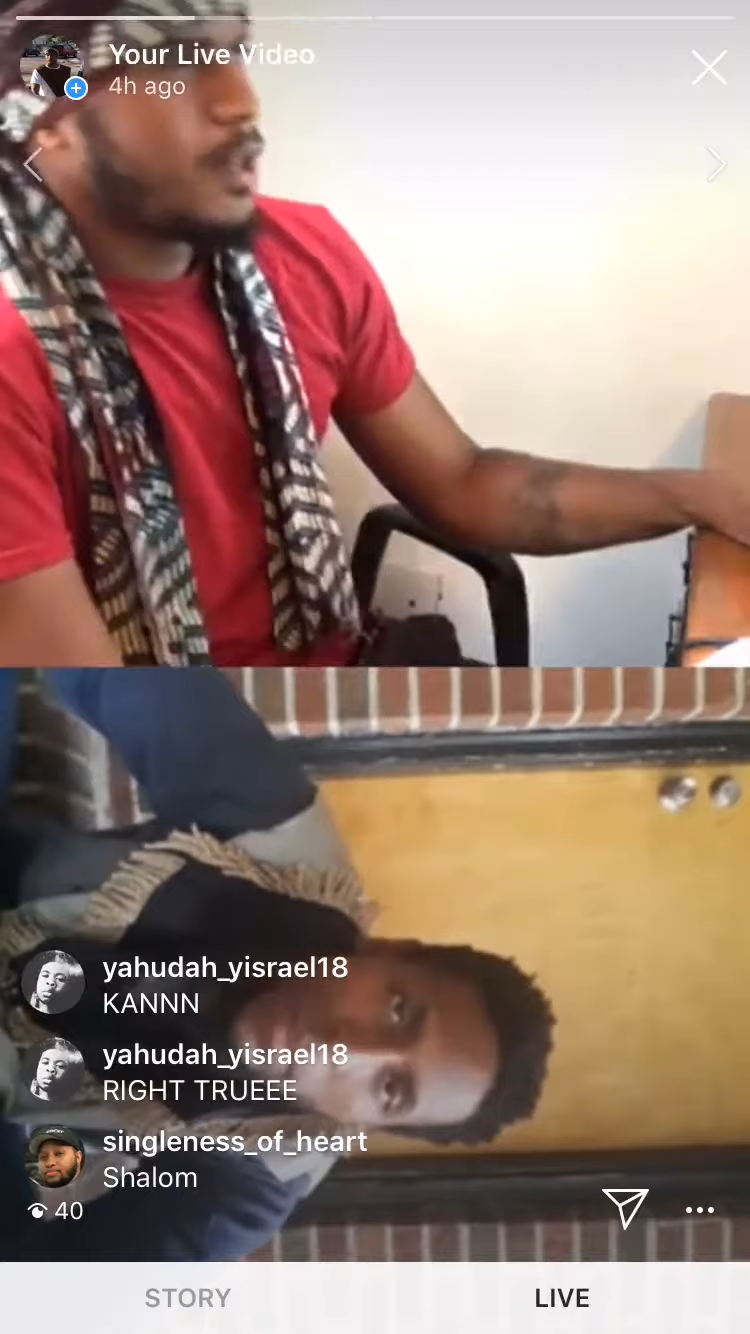 Your Live Video
4h ago
yahudah_yisrael18
KANNN
yahudah_yisrael18
RIGHT TRUEEE
singleness_of_heart
Shalom
40
STORY
LIVE